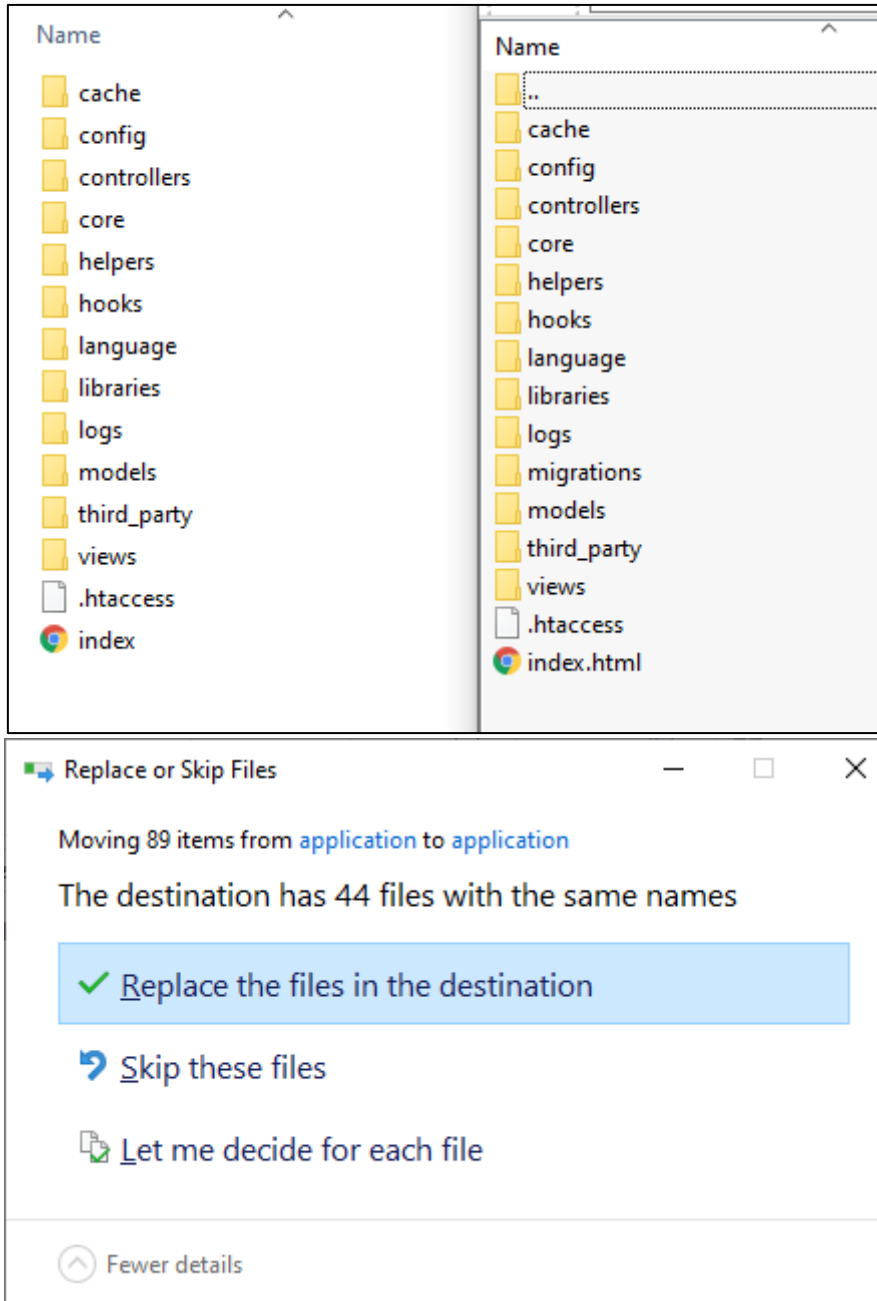 Name
cache
config
controllers
core
helpers
hooks
language
libraries
logs
models
third_party
views
.htaccess
index
Name
..
cache
config
controllers
core
helpers
hooks
language
libraries
logs
migrations
models
third_party
views
.htaccess
index.html
Replace or Skip Files
Moving 89 items from application to application
The destination has 44 files with the same names
Replace the files in the destination
Skip these files
Let me decide for each file
Fewer details